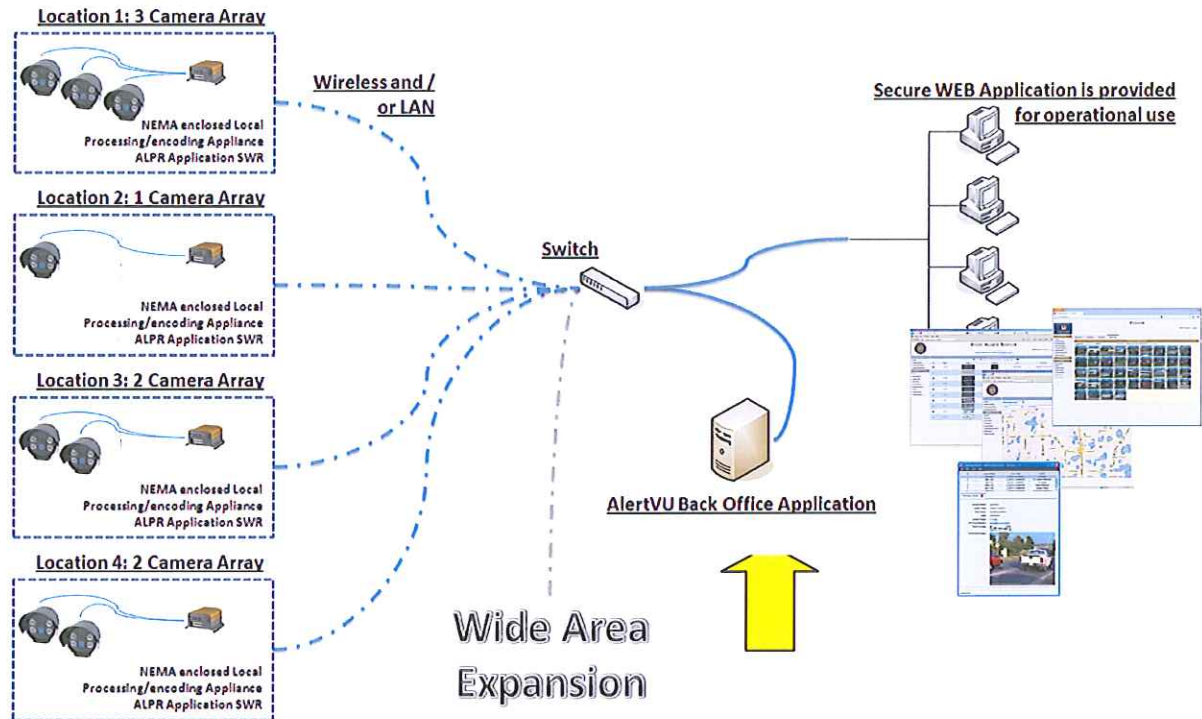 Location 1: 3 Camera Array
NEMA enclosed Local
Processing/encoding Appliance
ALPR Application SWR
Location 2: 1 Camera Array
NEMA enclosed Local
Processing/encoding Appliance
ALPR Application SWR
Location 3: 2 Camera Array
NEMA enclosed Local
Processing/encoding Appliance
ALPR Application SWR
Location 4: 2 Camera Array
NEMA enclosed Local
Processing/encoding Appliance
ALPR Application SWR
Wireless and /
or LAN
Switch
Wide Area
Expansion
AlertVU Back Office Application
Secure WEB Application is provided
for operational use